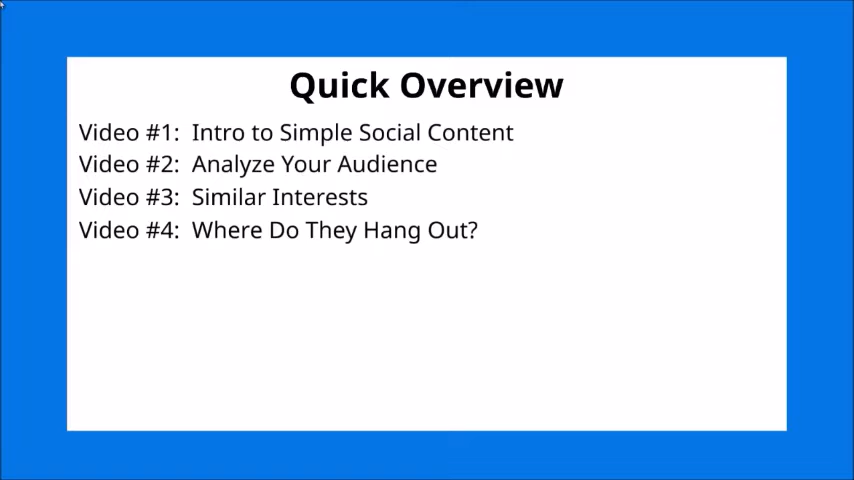 Quick Overview
Video #1: Intro to Simple Social Content
Video #2: Analyze Your Audience
Video #3: Similar Interests
Video #4: Where Do They Hang Out?